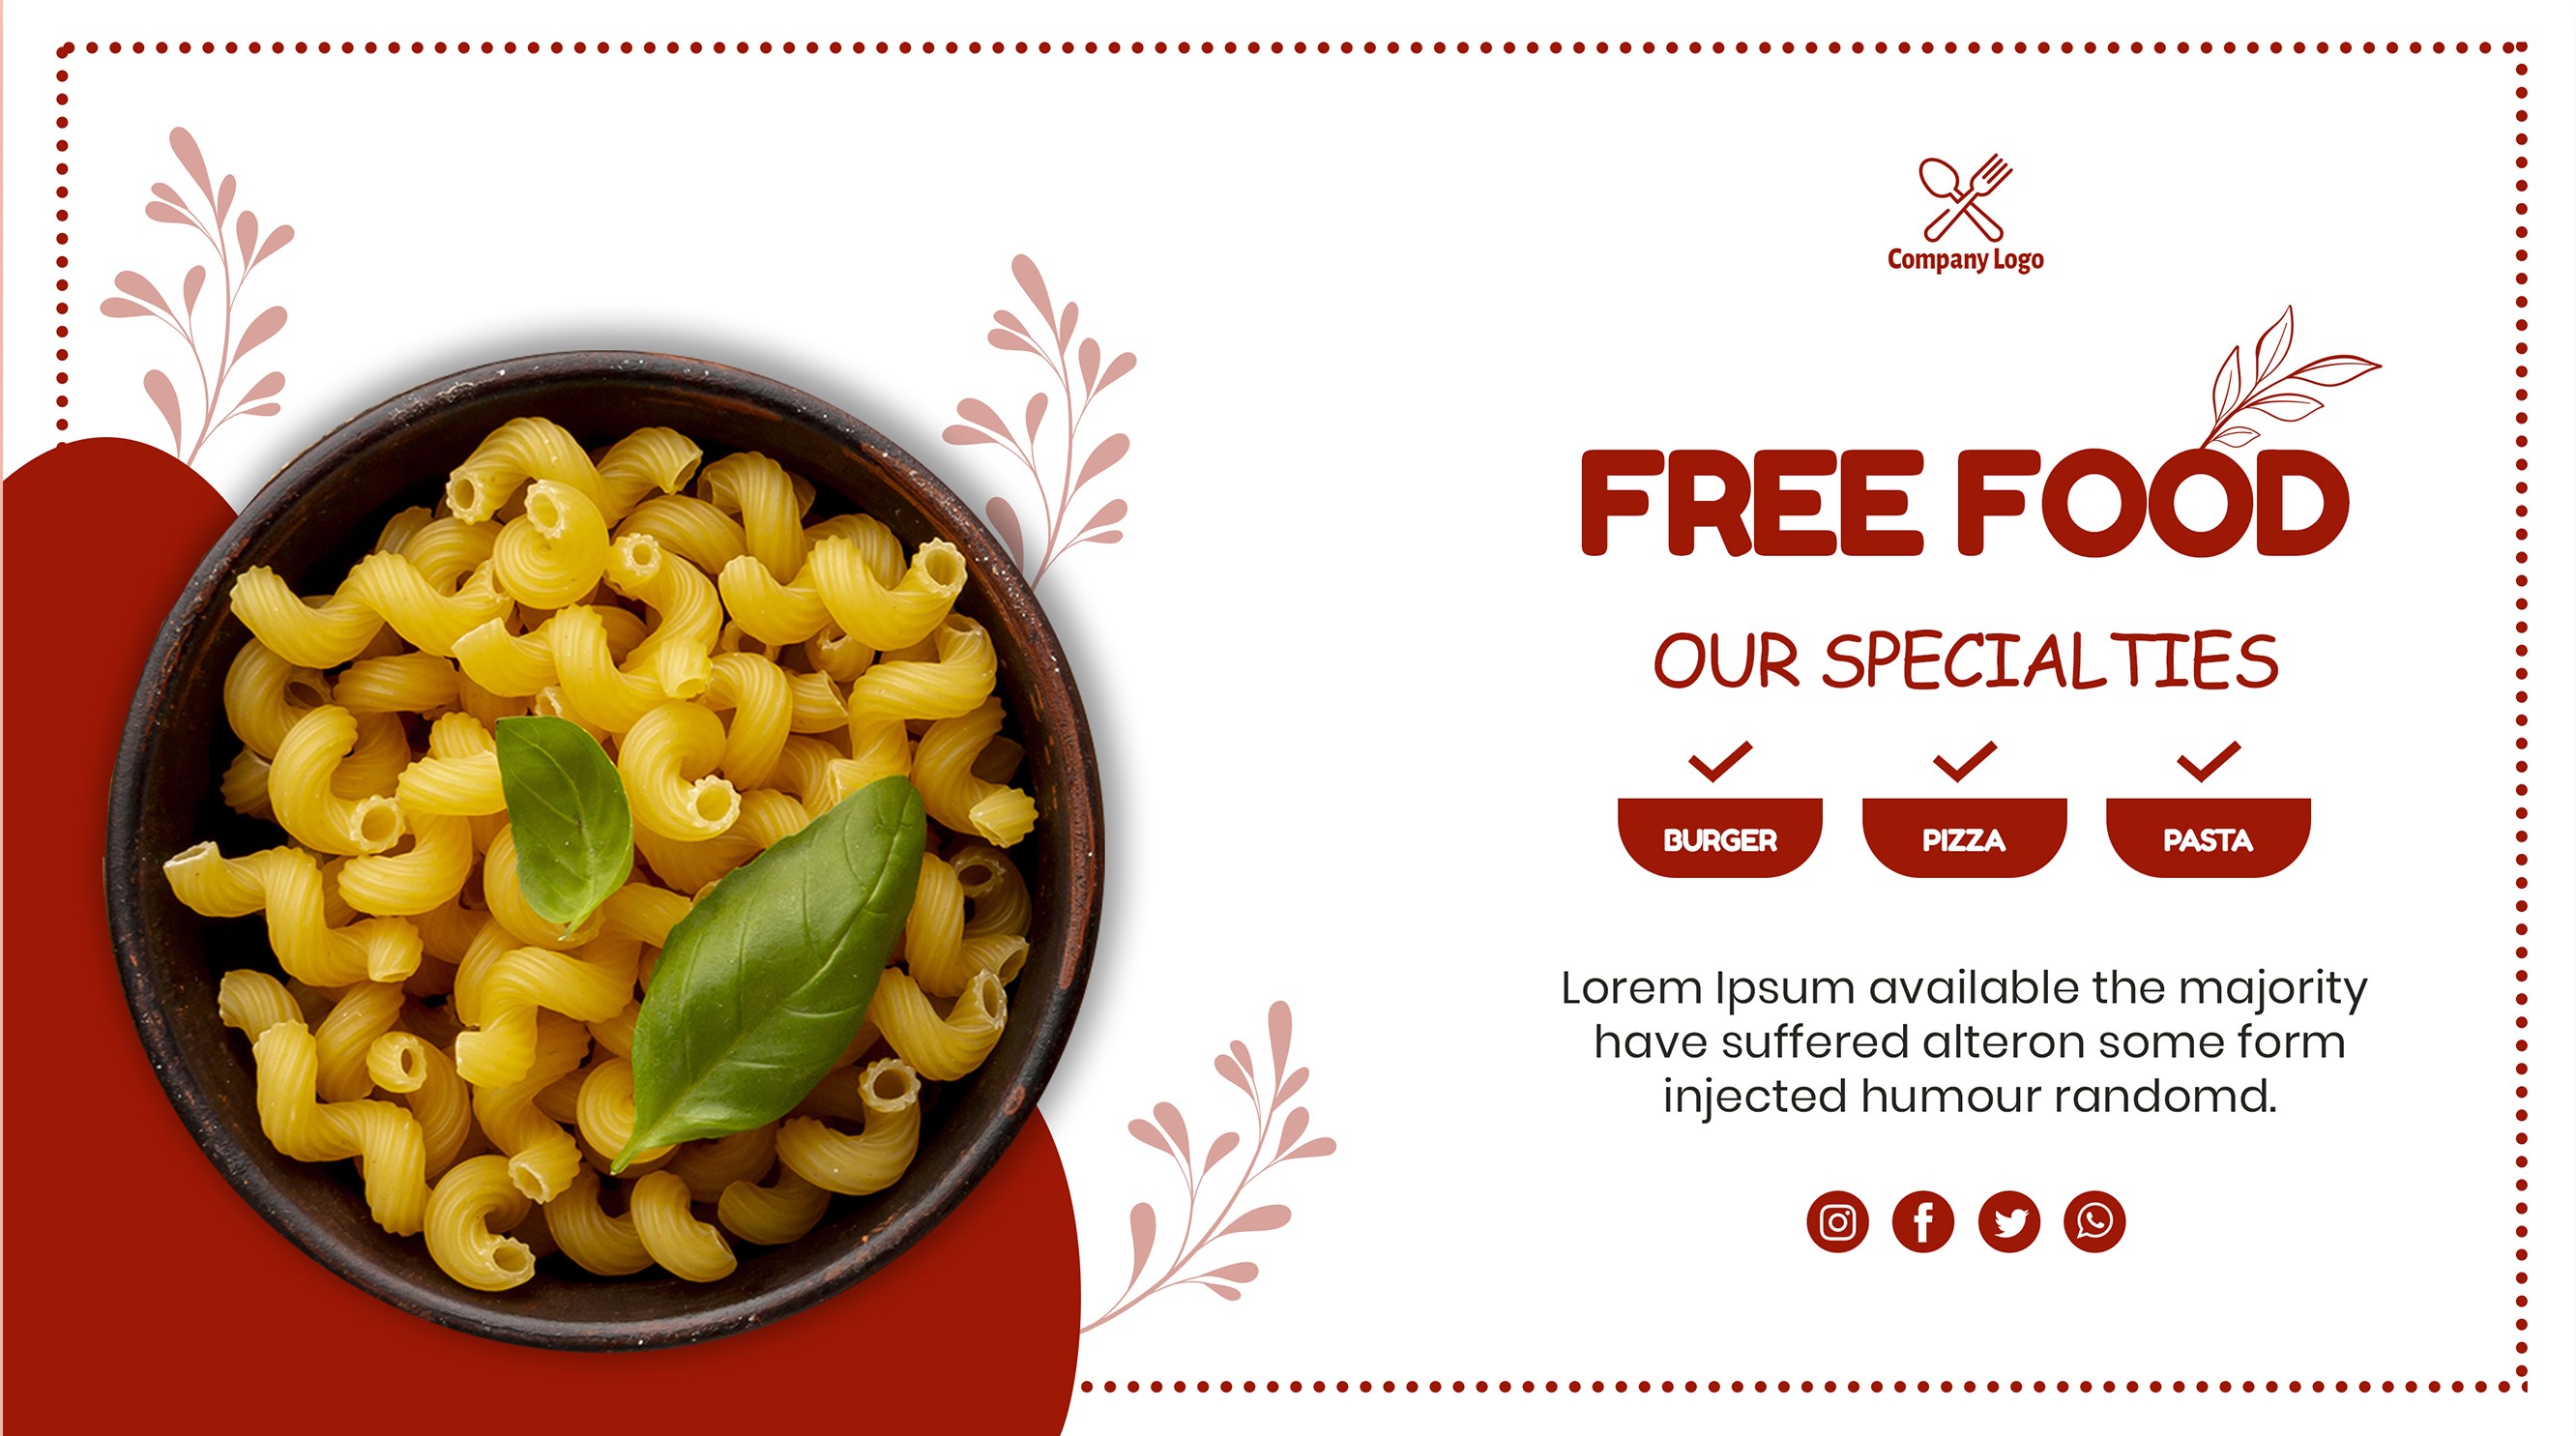 Company Logo
FREE FOOD
OUR SPECIALTIES
BURGER
PIZZA
PASTA
Lorem Ipsum available the majority
have suffered alteron some form
injected humour randomd.